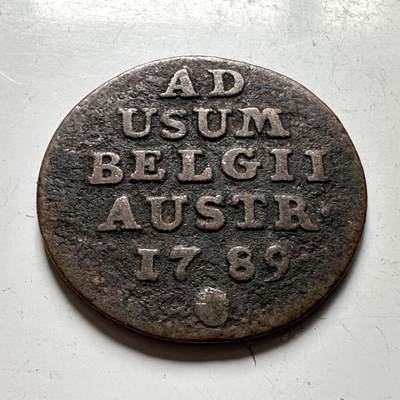 AD
USUM
BELGII
AUSTR.
1789